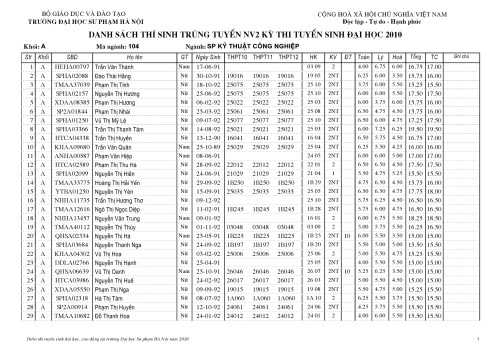 BỘ GIÁO DỤC VÀ ĐÀO TẠO
TRƯỜNG ĐẠI HỌC SƯ PHẠM HÀ NỘI
CỘNG HOÀ XÃ HỘI CHỦ NGHĨA VIỆT NAM
Độc lập - Tự do - Hạnh phúc
DANH SÁCH THÍ SINH TRÚNG TUYỂN NV2 KỲ THI TUYỂN SINH ĐẠI HỌC 2010
Khối: A Mã ngành: 104 Ngành: SP KỸ THUẬT CÔNG NGHIỆP
Stt Khối SBD Họ tên GT Ngày Sinh THPT10 THPT11 THPT12 HK KV ĐT Toán Lý Hoá Tổng TC Ghi chú
1 A HEHA00797 Trần Văn Thành Nam 17-06-91 03 09 2 4.00 6.75 6.00 16.75 17.00
2 A SPHA02088 Đào Thái Hằng Nữ 30-10-91 19016 19016 19016 19 05 2NT 6.25 6.00 3.50 15.75 16.00
3 A TMAA37039 Phạm Thị Tình Nữ 18-10-92 25075 25075 25075 25 10 2NT 3.75 6.00 5.50 15.25 15.50
4 A SPHA02157 Nguyễn Thị Hương Nữ 25-06-92 25075 25075 25075 25 10 2NT 4.00 5.50 7.50 17.00 17.00
5 A XDAA08385 Phạm Thị Hương Nữ 06-02-92 25022 25022 25022 25 03 2NT 6.00 3.75 6.00 15.75 16.00
6 A SP2A01844 Phạm Thị Nhài Nữ 25-03-92 25061 25061 25061 25 08 2NT 4.75 4.50 6.25 15.50 15.50
7 A SPHA01250 Vũ Thị Mỹ Lệ Nữ 09-07-92 25077 25077 25077 25 10 2NT 6.50 6.00 4.75 17.25 17.50
8 A SPHA03366 Trần Thị Thanh Tâm Nữ 14-08-92 25021 25021 25021 25 03 2NT 6.00 7.25 6.25 19.50 19.50
9 A HTCA04338 Trần Thị Huyên Nữ 13-12-90 16041 16041 16041 16 04 2NT 6.50 5.75 4.50 16.75 17.00
10 A KHAA09680 Trần Văn Quân Nam 25-10-89 25029 25029 25029 25 04 2NT 4.00 6.50 5.00 15.50 15.50
11 A ANHA00587 Phạm Văn Hiệp Nam 08-06-91 24 05 2NT 6.00 6.00 5.00 17.00 17.00
12 A HTCA02589 Phạm Thị Thu Hà Nữ 28-09-92 22012 22012 22012 22 01 2 6.50 5.50 4.50 16.50 16.50
13 A SPHA02099 Nguyễn Thị Hiền Nữ 24-06-92 21029 21029 21029 21 04 1 5.50 4.75 5.25 15.50 15.50
14 A TMAA33775 Hoàng Thị Hải Yến Nữ 29-09-92 1B250 1B250 1B250 1B 29 2NT 4.75 6.50 4.50 15.75 16.00
15 A YTBA01250 Nguyễn Thị Yên Nữ 15-09-91 25035 25035 25035 25 05 2NT 6.50 6.50 4.75 17.75 18.00
16 A NHHA11735 Trần Thị Hương Thơ Nữ 09-12-92 25 10 2NT 5.75 6.25 4.50 16.50 16.50
17 A TMAA12616 Ngô Thị Ngọc Diệp Nữ 11-02-92 1B245 1B245 1B245 1B 28 2NT 5.75 6.00 4.75 16.50 16.50
18 A NHHA13457 Nguyễn Văn Trung Nam 09-01-92 16 01 2 6.00 6.75 5.50 18.25 18.50
19 A TMAA40112 Nguyễn Thị Thúy Nữ 01-11-92 03048 03048 03048 03 08 2 5.00 5.75 5.50 16.25 16.50
20 A QHSA02334 Nguyễn Thị Hà Nam 23-05-91 1B225 1B225 1B225 1B 25 2NT 10 6.00 5.50 3.50 15.00 15.00
21 A SPHA03684 Nguyễn Thanh Nga Nữ 24-09-92 1B197 1B197 1B197 1B 20 2NT 5.00 5.00 5.50 15.50 15.50
22 A KHAA04302 Vũ Thị Hoa Nữ 03-02-92 25006 25006 25006 25 06 2 4.75 5.25 5.00 15.00 15.00
23 A DDLA02766 Nguyễn Thị Hạnh Nữ 25-04-91 25 05 2NT 4.00 5.50 5.50 15.00 15.00
24 A QHSA06639 Vũ Thị Oanh Nam 25-10-91 26046 26046 26046 26 07 2NT 10 5.25 6.25 3.50 15.00 15.00
25 A HTCA03986 Nguyễn Thị Huế Nữ 24-02-92 26017 26017 26017 26 03 2NT 5.50 6.50 3.50 15.50 15.50
26 A XDAA05550 Phạm Thị Nga Nữ 09-09-92 19015 19015 19015 19 08 2NT 5.50 4.75 5.25 15.50 15.50
27 A SPHA02318 Hà Thị Tâm Nữ 08-07-92 1A060 1A060 1A060 1A 10 2 6.25 3.75 5.50 15.50 15.50
28 A SP2A00914 Phạm Thị Huyền Nữ 12-10-92 24061 24061 24061 24 06 2NT 4.25 5.50 5.75 15.50 15.50
29 A TMAA10682 Đỗ Thanh Loan Nữ 24-01-92 24012 24012 24012 24 01 2 4.00 5.75 5.75 15.50 15.50
Điểm thi tuyển sinh đại học, cao đẳng tại trường Đại học Sư phạm Hà Nội năm 2010 1